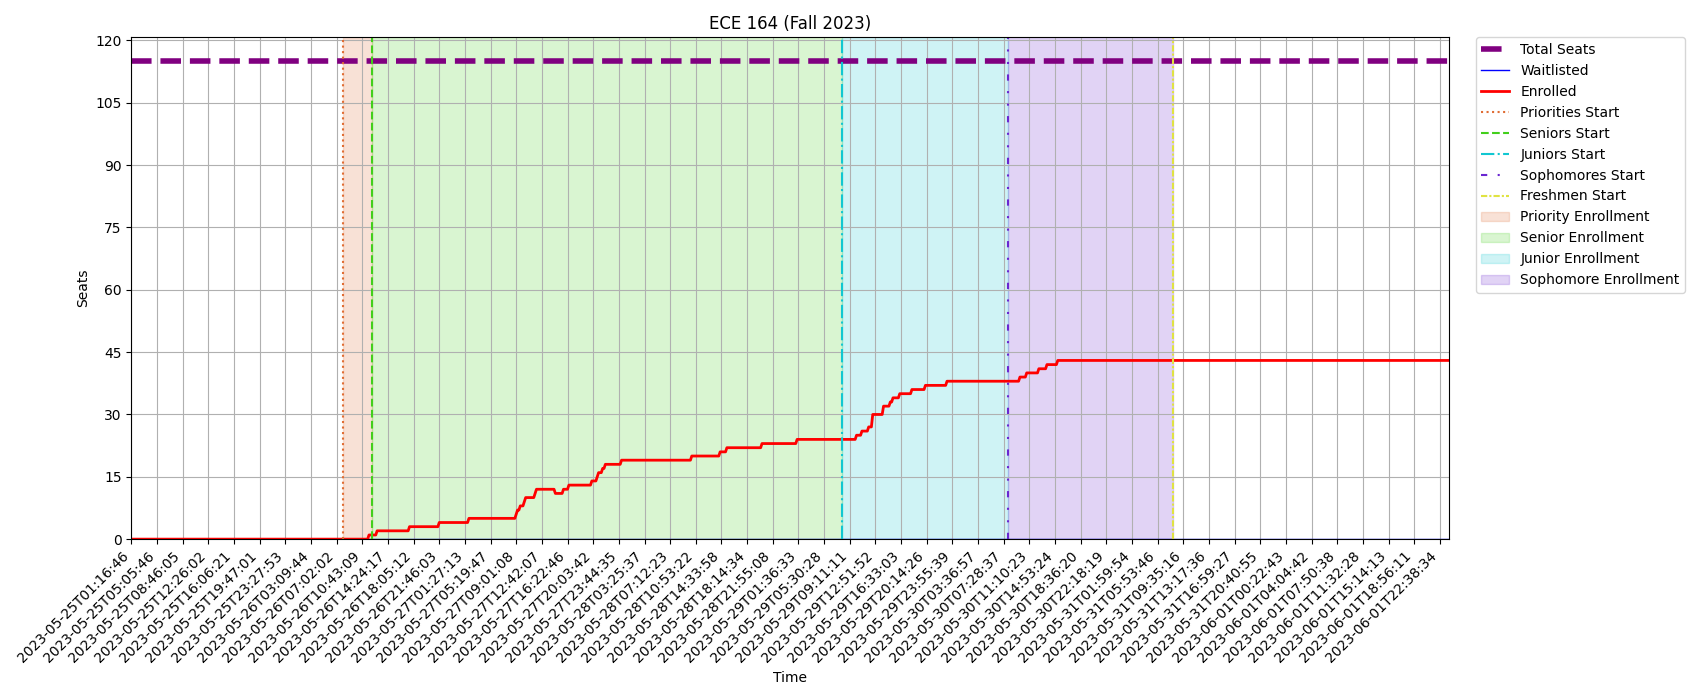 ECE 164 (Fall 2023)
120
105
90
75
60
45
30
15
0
Seats
2023-05-25T01:16:46
2023-05-25T05:05:46
2023-05-25T08:46:05
2023-05-25T12:26:02
2023-05-25T16:06:21
2023-05-25T19:47:01
2023-05-25T23:27:53
2023-05-26T03:09:44
2023-05-26T07:02:02
2023-05-26T10:43:09
2023-05-26T14:24:17
2023-05-26T18:05:12
2023-05-26T21:46:03
2023-05-27T01:27:13
2023-05-27T05:19:47
2023-05-27T09:01:08
2023-05-27T12:42:07
2023-05-27T16:22:46
2023-05-27T20:03:42
2023-05-27T23:44:35
2023-05-28T03:25:37
2023-05-28T07:12:23
2023-05-28T10:53:22
2023-05-28T14:33:58
2023-05-28T18:14:34
2023-05-28T21:55:08
2023-05-29T01:36:33
2023-05-29T05:30:28
2023-05-29T09:11:11
2023-05-29T12:51:52
2023-05-29T16:33:03
2023-05-29T20:14:26
2023-05-29T23:55:39
2023-05-30T03:36:57
2023-05-30T07:28:37
2023-05-30T11:10:23
2023-05-30T14:53:24
2023-05-30T18:36:20
2023-05-30T22:18:19
2023-05-31T01:59:54
2023-05-31T05:53:46
2023-05-31T09:35:16
2023-05-31T13:17:36
2023-05-31T16:59:27
2023-05-31T20:40:55
2023-06-01T00:22:43
2023-06-01T04:04:42
2023-06-01T07:50:38
2023-06-01T11:32:28
2023-06-01T15:14:13
2023-06-01T18:56:11
2023-06-01T22:38:34
Time
Total Seats
Waitlisted
Enrolled
Priorities Start
Seniors Start
Juniors Start
Sophomores Start
Freshmen Start
Priority Enrollment
Senior Enrollment
Junior Enrollment
Sophomore Enrollment